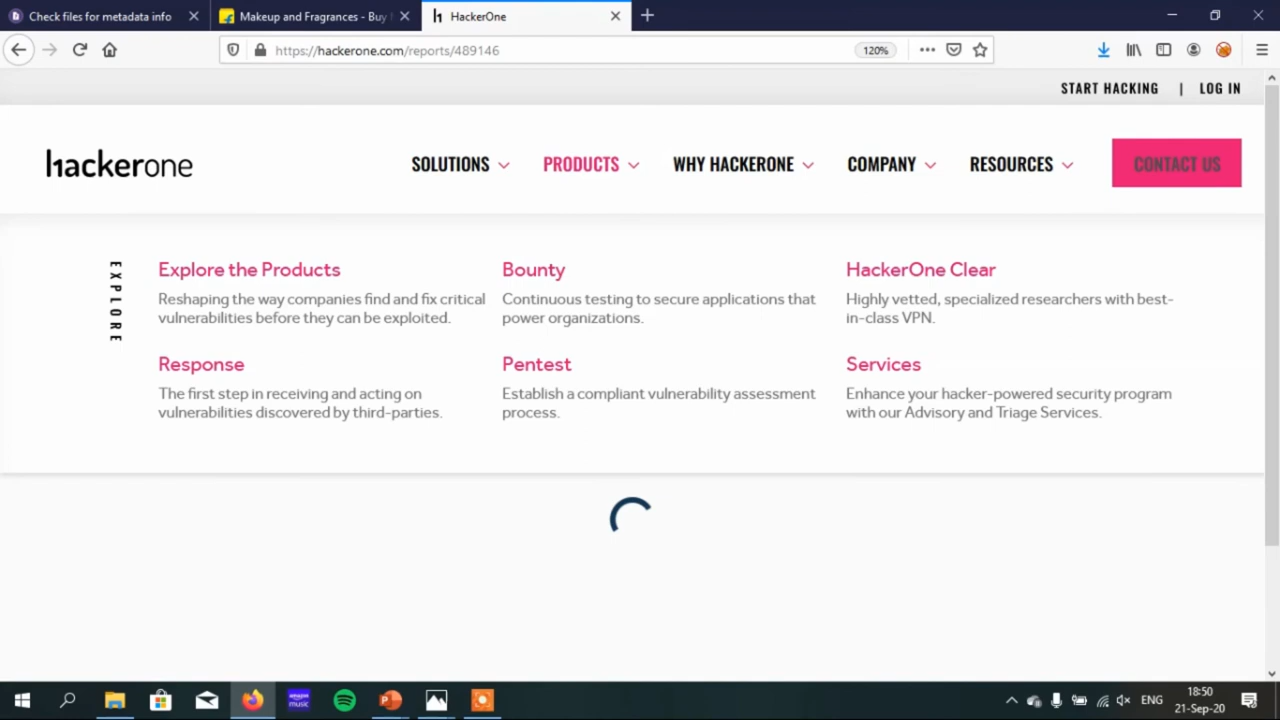 Check files for metadata info
Makeup and Fragrances - Buy
HackerOne
https://hackerone.com/reports/489146
120%
START HACKING | LOG IN
hackerone
SOLUTIONS
PRODUCTS
WHY HACKERONE
COMPANY
RESOURCES
CONTACT US
EXPLORE
Explore the Products
Reshaping the way companies find and fix critical
vulnerabilities before they can be exploited.
Bounty
Continuous testing to secure applications that
power organizations.
HackerOne Clear
Highly vetted, specialized researchers with best-
in-class VPN.
Response
The first step in receiving and acting on
vulnerabilities discovered by third-parties.
Pentest
Establish a compliant vulnerability assessment
process.
Services
Enhance your hacker-powered security program
with our Advisory and Triage Services.
amazon
music
ENG
18:50
21-Sep-20